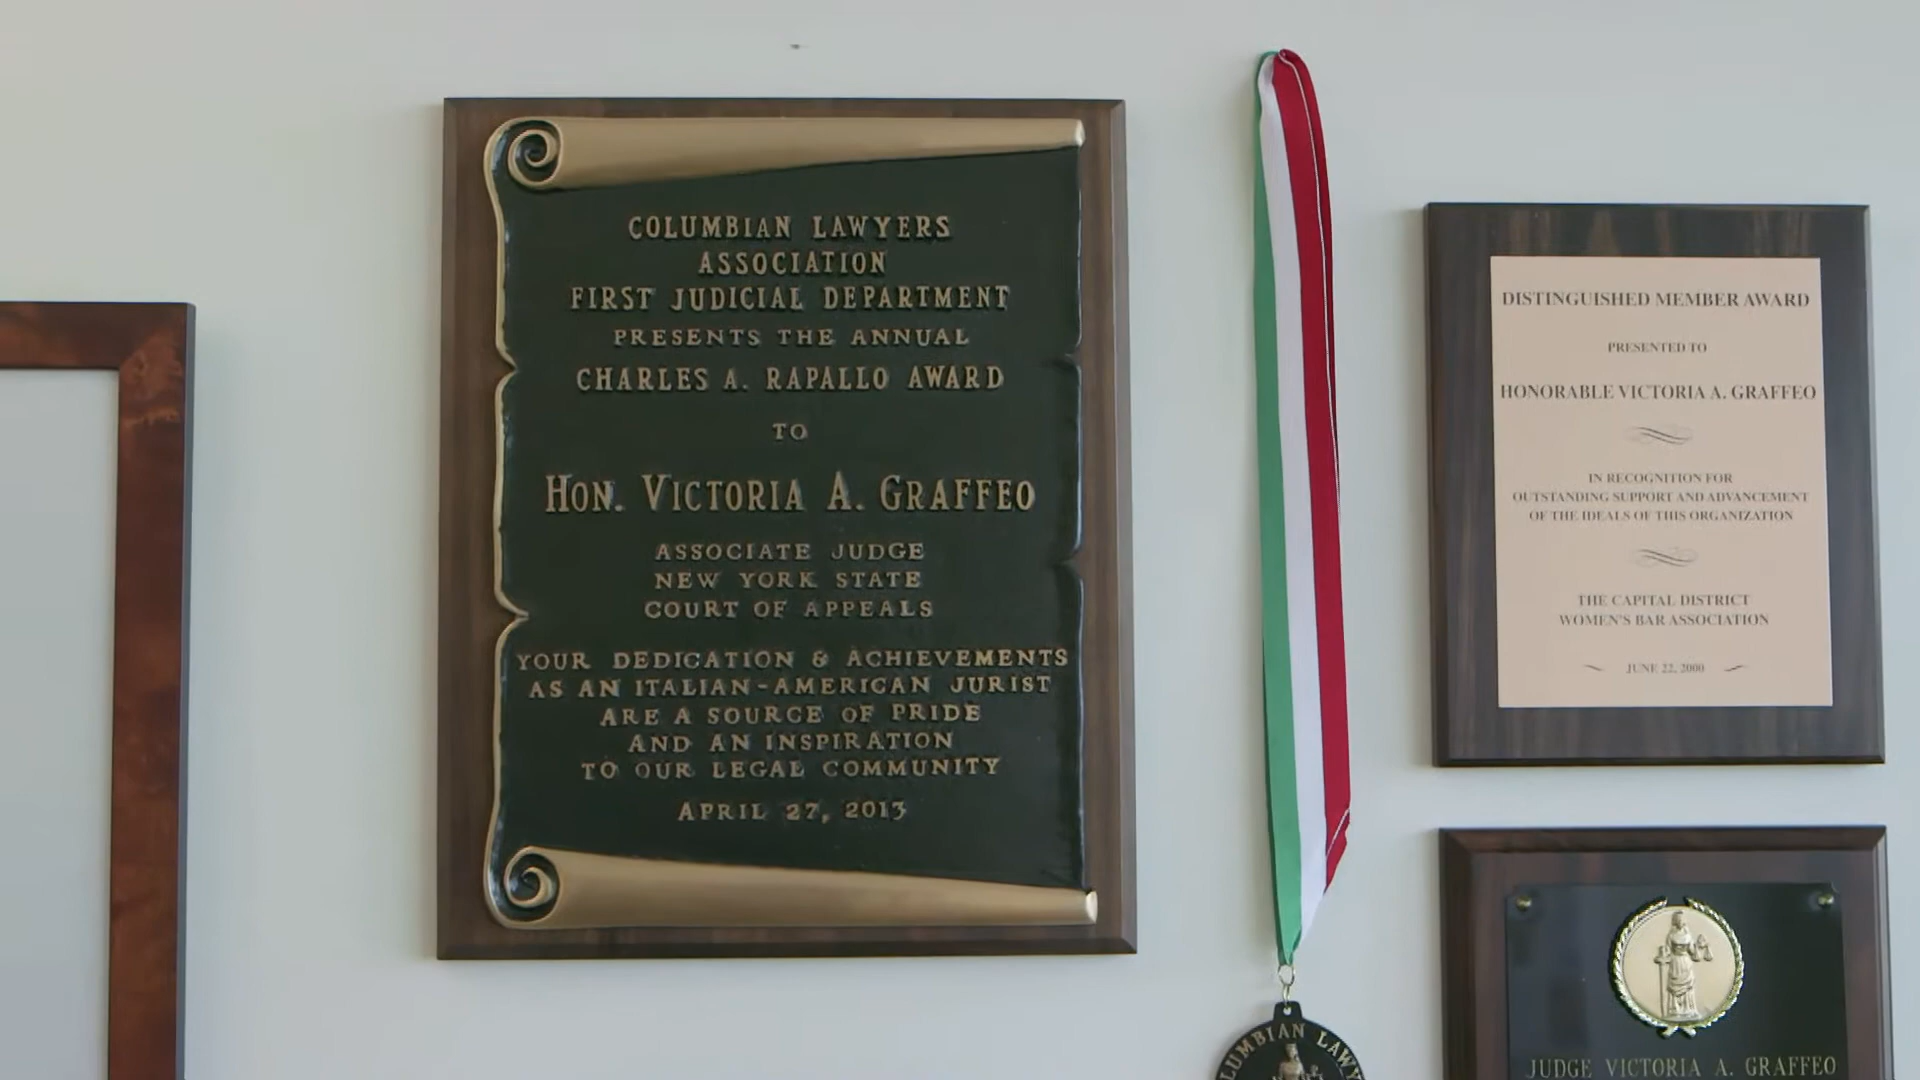 COLUMBIAN LAWYERS
ASSOCIATION
FIRST JUDICIAL DEPARTMENT
PRESENTS THE ANNUAL
CHARLES A. RAPALLO AWARD
TO
HON. VICTORIA A. GRAFFEO
ASSOCIATE JUDGE
NEW YORK STATE
COURT OF APPEALS
YOUR DEDICATION & ACHIEVEMENTS
AS AN ITALIAN-AMERICAN JURIST
ARE A SOURCE OF PRIDE
AND AN INSPIRATION
TO OUR LEGAL COMMUNITY
APRIL 27, 2013
DISTINGUISHED MEMBER AWARD
PRESENTED TO
HONORABLE VICTORIA A. GRAFFEO
IN RECOGNITION FOR
OUTSTANDING SUPPORT AND ADVANCEMENT
OF THE IDEALS OF THIS ORGANIZATION
THE CAPITAL DISTRICT
WOMEN'S BAR ASSOCIATION
JUNE 22, 2000
LUMBIAN LAWY
JUDGE VICTORIA A. GRAFFEO